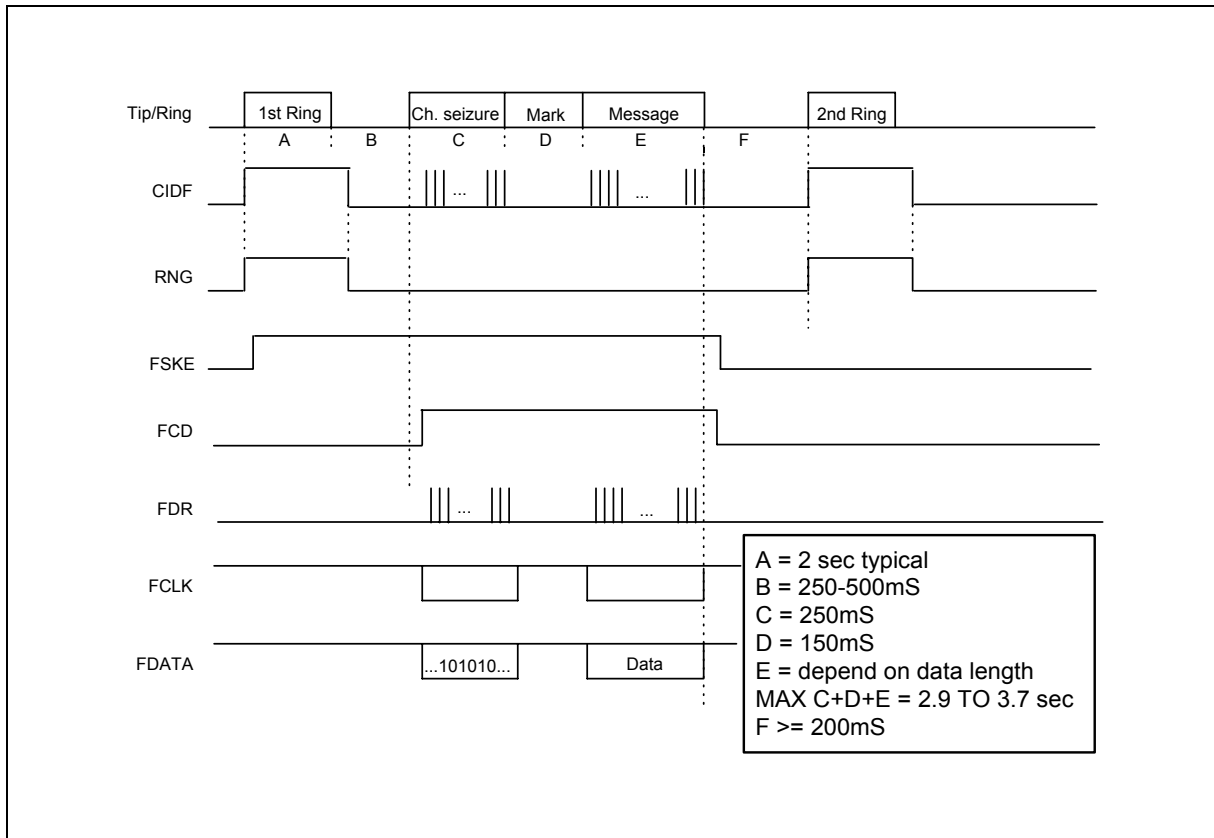 Tip/Ring 1st Ring Ch. seizure Mark Message 2nd Ring
A B C D E F
CIDF ... ...
RNG
FSKE
FCD
FDR ... ...
FCLK
FDATA ...101010... Data
A = 2 sec typical
B = 250-500mS
C = 250mS
D = 150mS
E = depend on data length
MAX C+D+E = 2.9 TO 3.7 sec
F >= 200mS